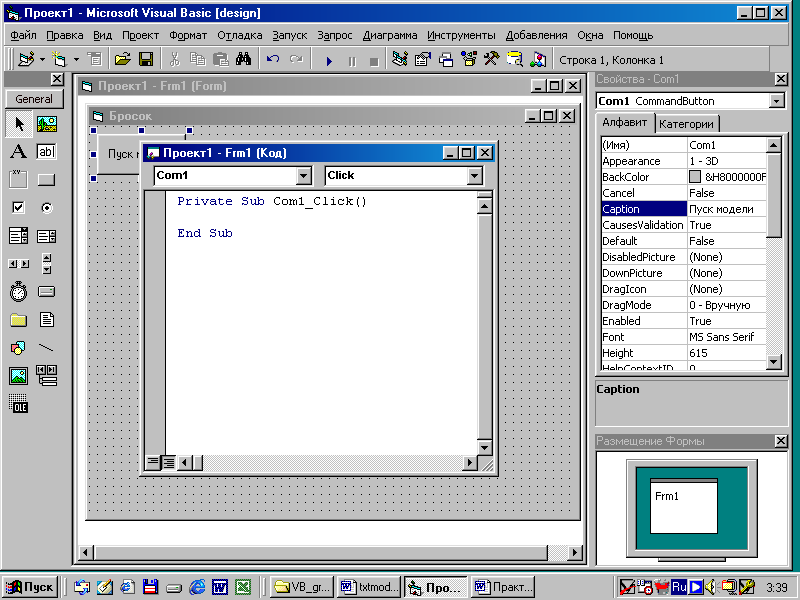 Проект1 - Microsoft Visual Basic [design]
Файл Правка Вид Проект Формат Отладка Запуск Запрос Диаграмма Инструменты Добавления Окна Помощь
Строка 1, Колонка 1
General
A
ab
xv
OLE
Проект1 - Frm1 (Form)
Бросок
Пуск м
Проект1 - Frm1 (Код)
Com1 Click
Private Sub Com1_Click()
End Sub
Свойства - Com1
Com1 CommandButton
Алфавит Категории
(Имя) Com1
Appearance 1 - 3D
BackColor &H8000000F
Cancel False
Caption Пуск модели
CausesValidation True
Default False
DisabledPicture (None)
DownPicture (None)
DragIcon (None)
DragMode 0 - Вручную
Enabled True
Font MS Sans Serif
Height 615
HelpContextID 0
Caption
Размещение Формы
Frm1
Пуск
VB_gr...
txtmod...
Про...
Практ...
Ru
3:39